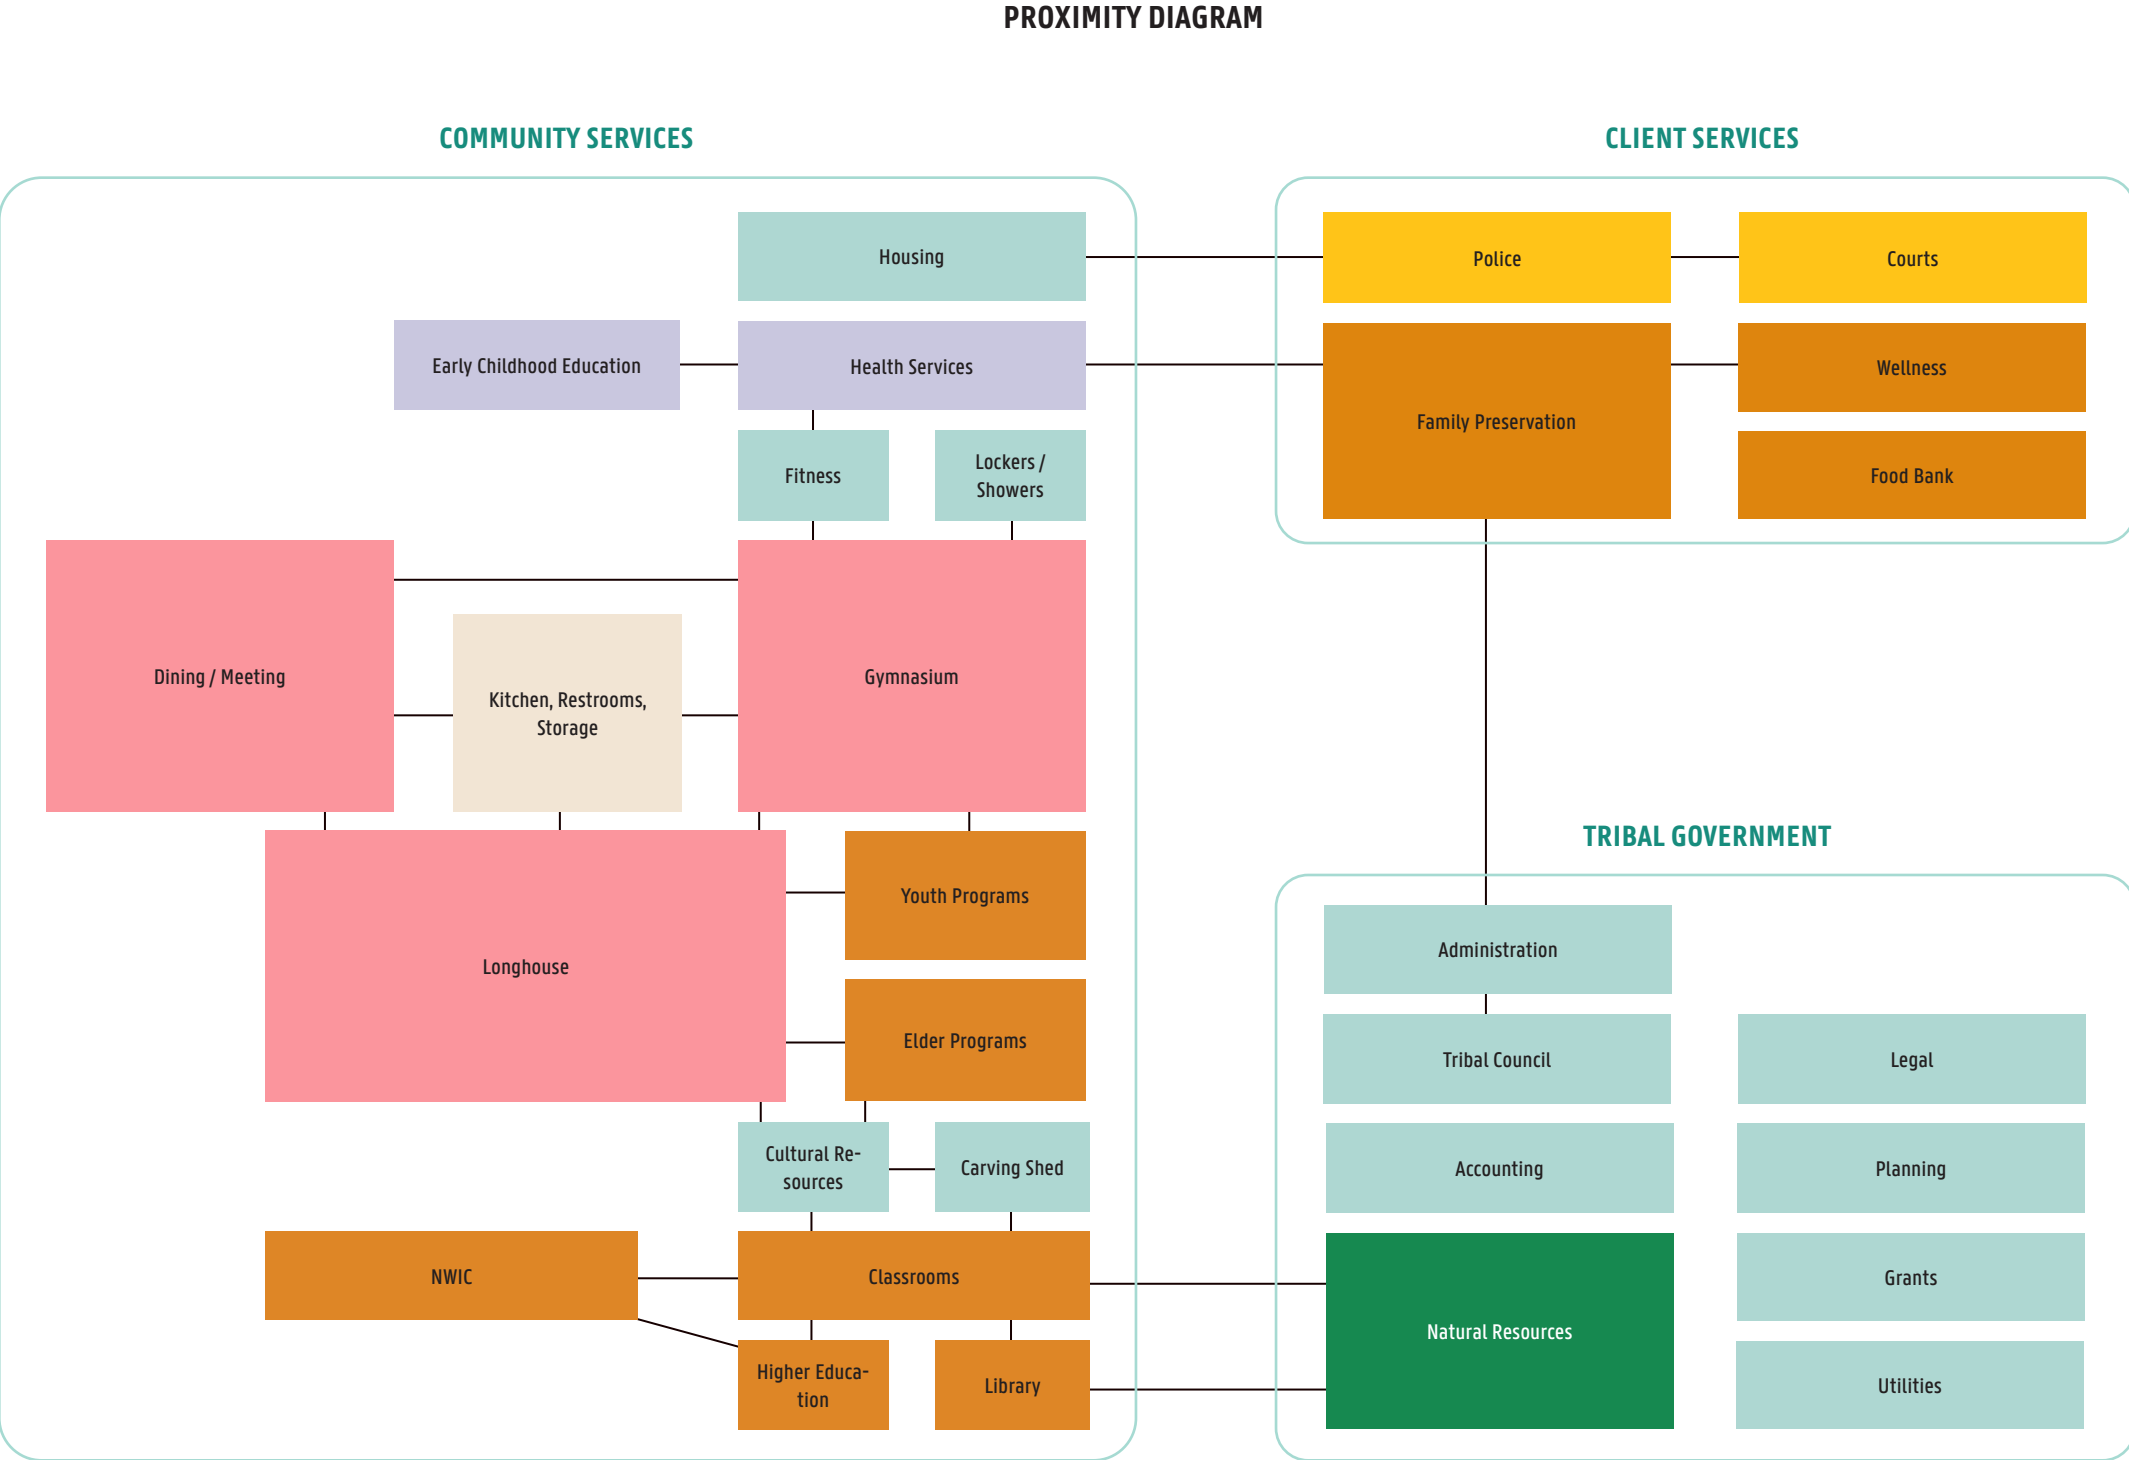 PROXIMITY DIAGRAM
COMMUNITY SERVICES
Housing
Early Childhood Education
Health Services
Fitness
Lockers /
Showers
Dining / Meeting
Kitchen, Restrooms,
Storage
Gymnasium
Longhouse
Youth Programs
Elder Programs
Cultural Re-
sources
Carving Shed
NWIC
Classrooms
Higher Educa-
tion
Library
CLIENT SERVICES
Police
Courts
Family Preservation
Wellness
Food Bank
TRIBAL GOVERNMENT
Administration
Tribal Council
Legal
Accounting
Planning
Natural Resources
Grants
Utilities